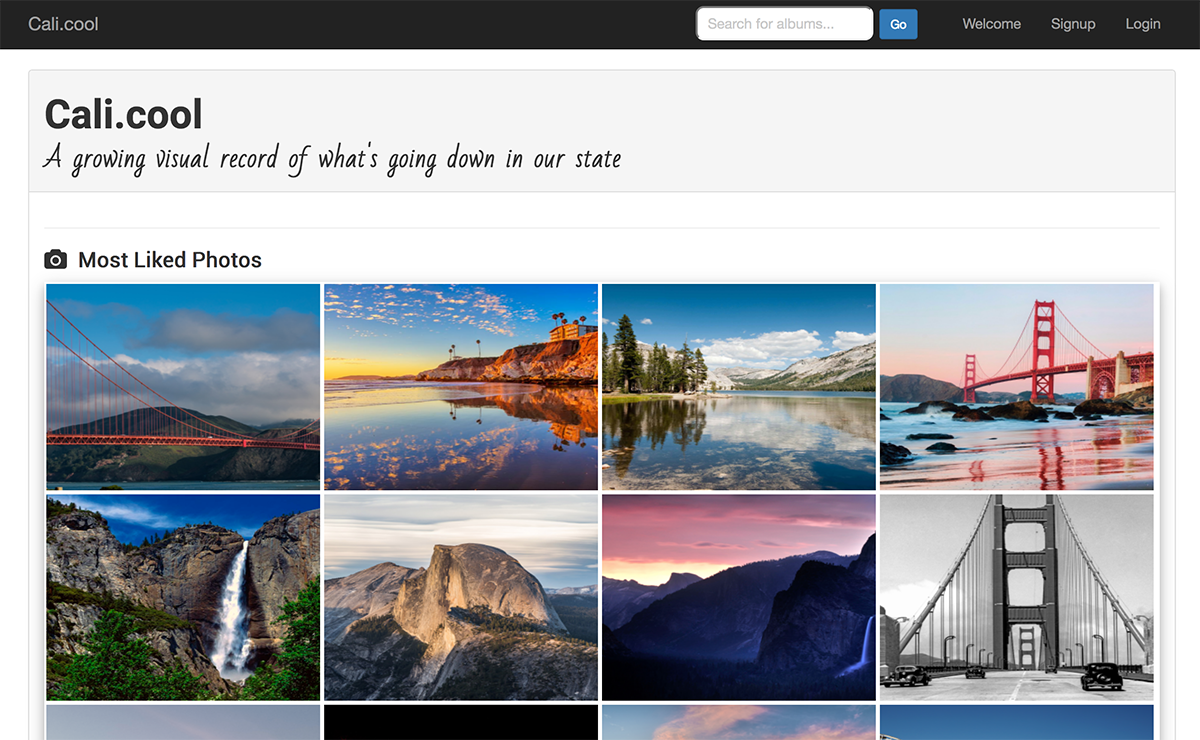 Cali.cool
Search for albums...
Go
Welcome
Signup
Login
Cali.cool
A growing visual record of what's going down in our state
Most Liked Photos